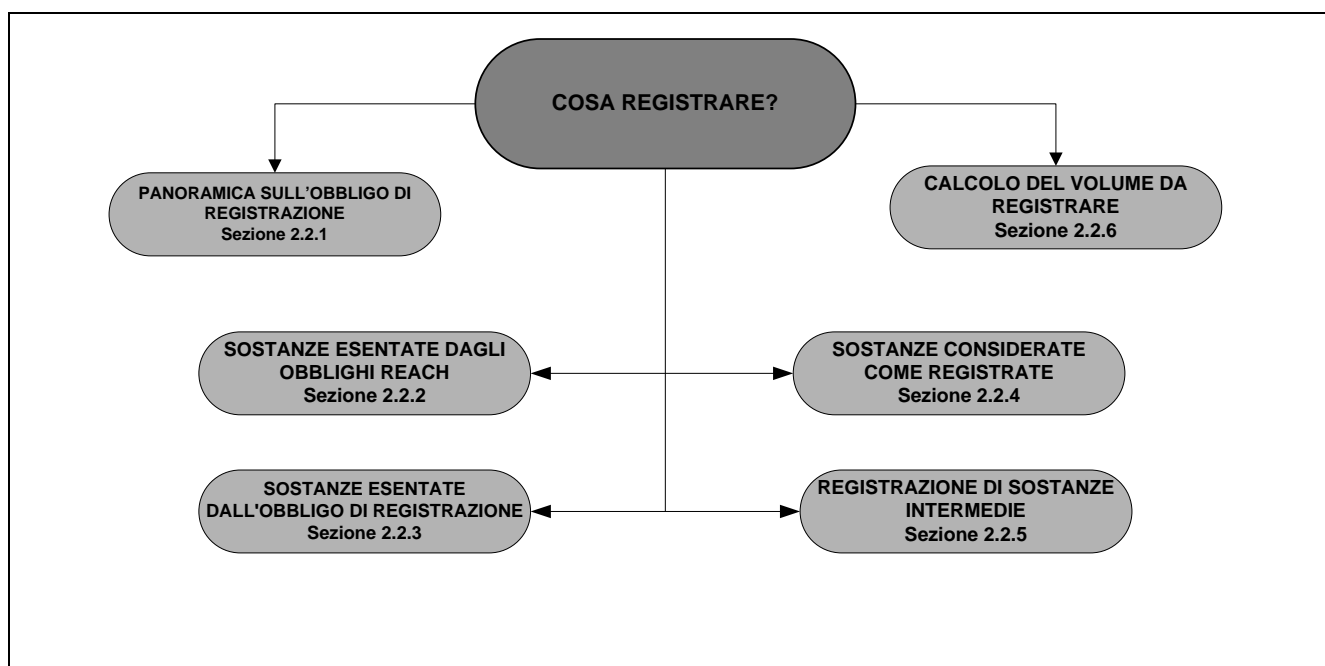 COSA REGISTRARE?
PANORAMICA SULL'OBBLIGO DI
REGISTRAZIONE
Sezione 2.2.1
CALCOLO DEL VOLUME DA
REGISTRARE
Sezione 2.2.6
SOSTANZE ESENTATE DAGLI
OBBLIGHI REACH
Sezione 2.2.2
SOSTANZE CONSIDERATE
COME REGISTRATE
Sezione 2.2.4
SOSTANZE ESENTATE
DALL'OBBLIGO DI REGISTRAZIONE
Sezione 2.2.3
REGISTRAZIONE DI SOSTANZE
INTERMEDIE
Sezione 2.2.5